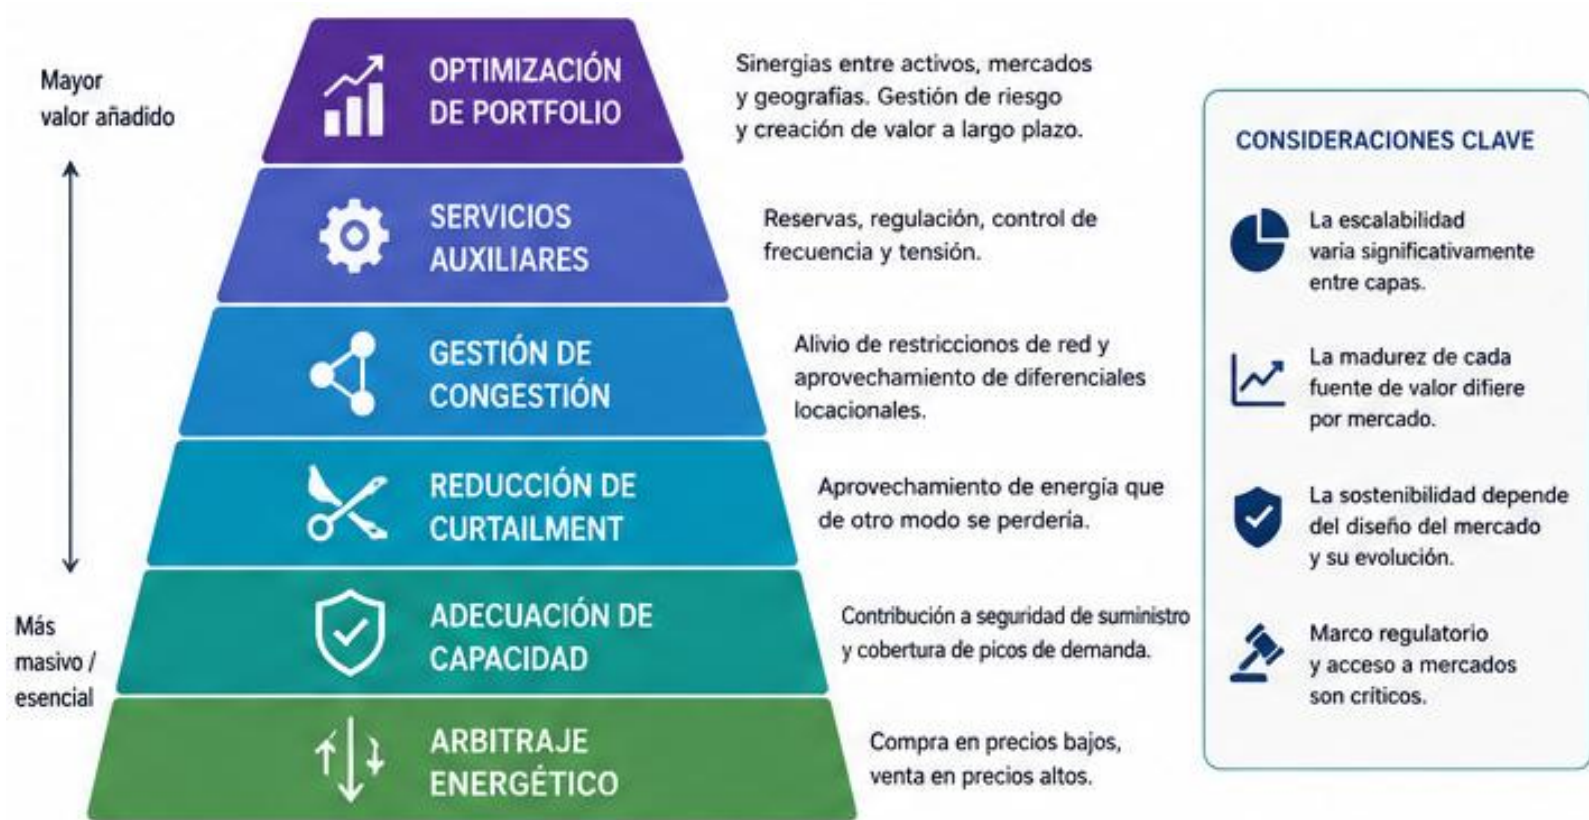 Mayor
valor añadido
Más
masivo /
esencial
OPTIMIZACIÓN
DE PORTFOLIO
Sinergias entre activos, mercados
y geografías. Gestión de riesgo
y creación de valor a largo plazo.
SERVICIOS
AUXILIARES
Reservas, regulación, control de
frecuencia y tensión.
GESTIÓN DE
CONGESTIÓN
Alivio de restriccionos de red y
aprovechamiento de diferenciales
locacionales.
REDUCCIÓN DE
CURTAILMENT
Aprovechamiento de energía que
de otro modo se perdería.
ADECUACIÓN DE
CAPACIDAD
Contribución a seguridad de suministro
y cobertura de picos de demanda.
ARBITRAJE
ENERGÉTICO
Compra en precios bajos,
venta en precios altos.
CONSIDERACIONES CLAVE
La escalabilidad
varia significativamente
entre capas.
La madurez de cada
fuente de valor difiere
por mercado.
La sostenibilidad depende
del diseño del mercado
y su evolución.
Marco regulatorio
y acceso a mercados
son críticos.